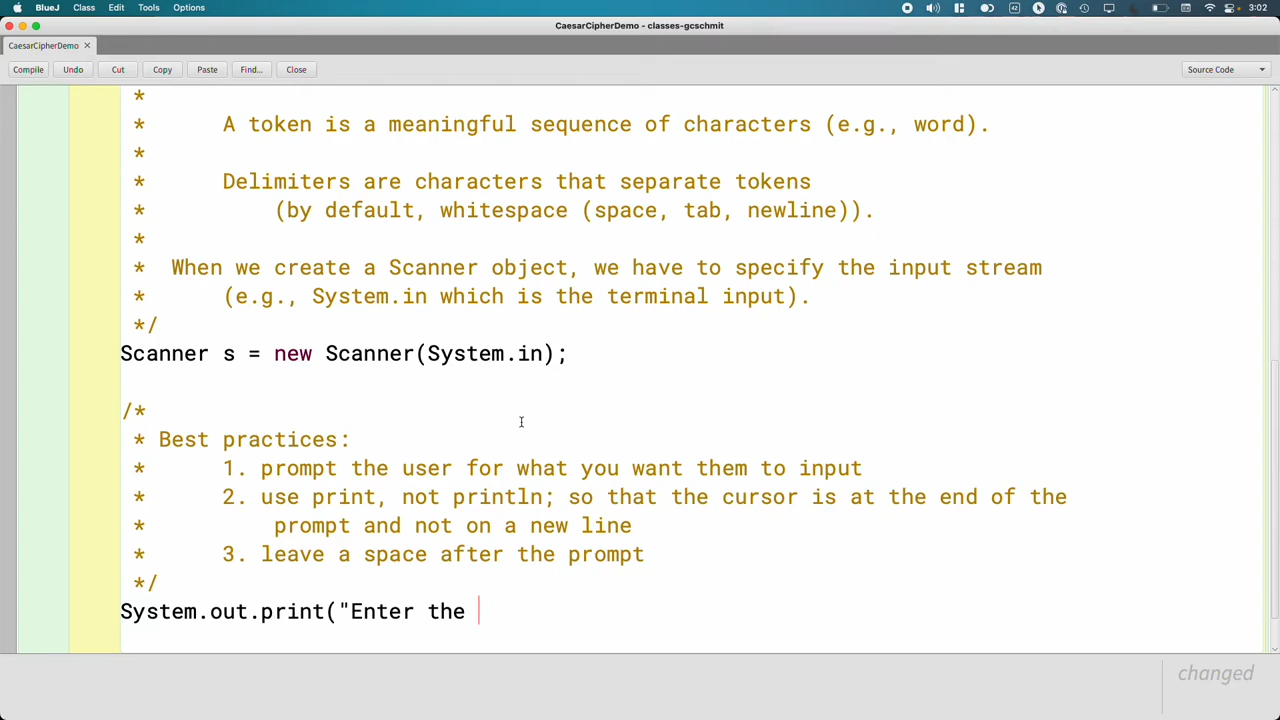 BlueJ Class Edit Tools Options 42 3:02
CaesarCipherDemo - classes-gcschmit
CaesarCipherDemo ×
Compile Undo Cut Copy Paste Find... Close Source Code
*
* A token is a meaningful sequence of characters (e.g., word).
*
* Delimiters are characters that separate tokens
* (by default, whitespace (space, tab, newline)).
*
* When we create a Scanner object, we have to specify the input stream
* (e.g., System.in which is the terminal input).
*/
Scanner s = new Scanner(System.in);
/*
* Best practices:
* 1. prompt the user for what you want them to input
* 2. use print, not println; so that the cursor is at the end of the
* prompt and not on a new line
* 3. leave a space after the prompt
*/
System.out.print("Enter the
changed